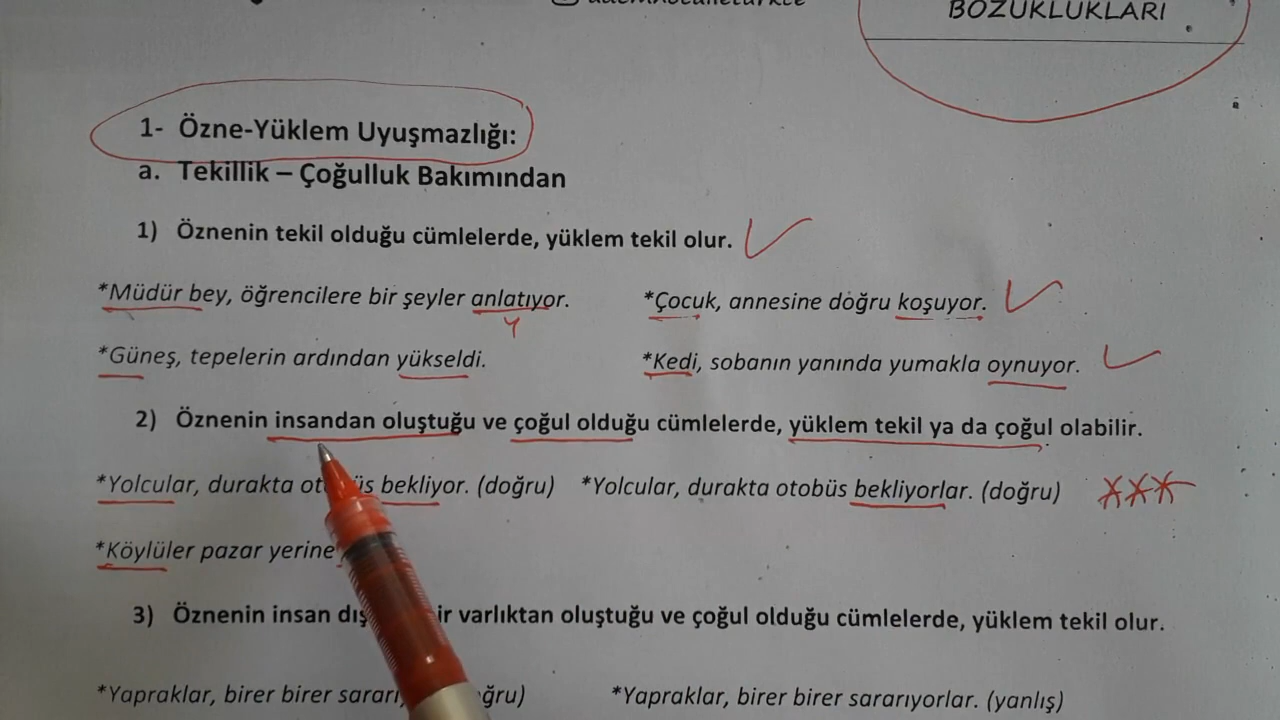 BOZUKLUKLARI
1- Özne-Yüklem Uyuşmazlığı:
a. Tekillik – Çoğulluk Bakımından
1) Öznenin tekil olduğu cümlelerde, yüklem tekil olur.
*Müdür bey, öğrencilere bir şeyler anlatıyor. *Çocuk, annesine doğru koşuyor.
*Güneş, tepelerin ardından yükseldi. *Kedi, sobanın yanında yumakla oynuyor.
2) Öznenin insandan oluştuğu ve çoğul olduğu cümlelerde, yüklem tekil ya da çoğul olabilir.
*Yolcular, durakta bekliyor. (doğru) *Yolcular, durakta otobüs bekliyorlar. (doğru)
*Köylüler pazar yerine
3) Öznenin insan varlıktan oluştuğu ve çoğul olduğu cümlelerde, yüklem tekil olur.
*Yapraklar, birer birer *Yapraklar, birer birer sararıyorlar. (yanlış)